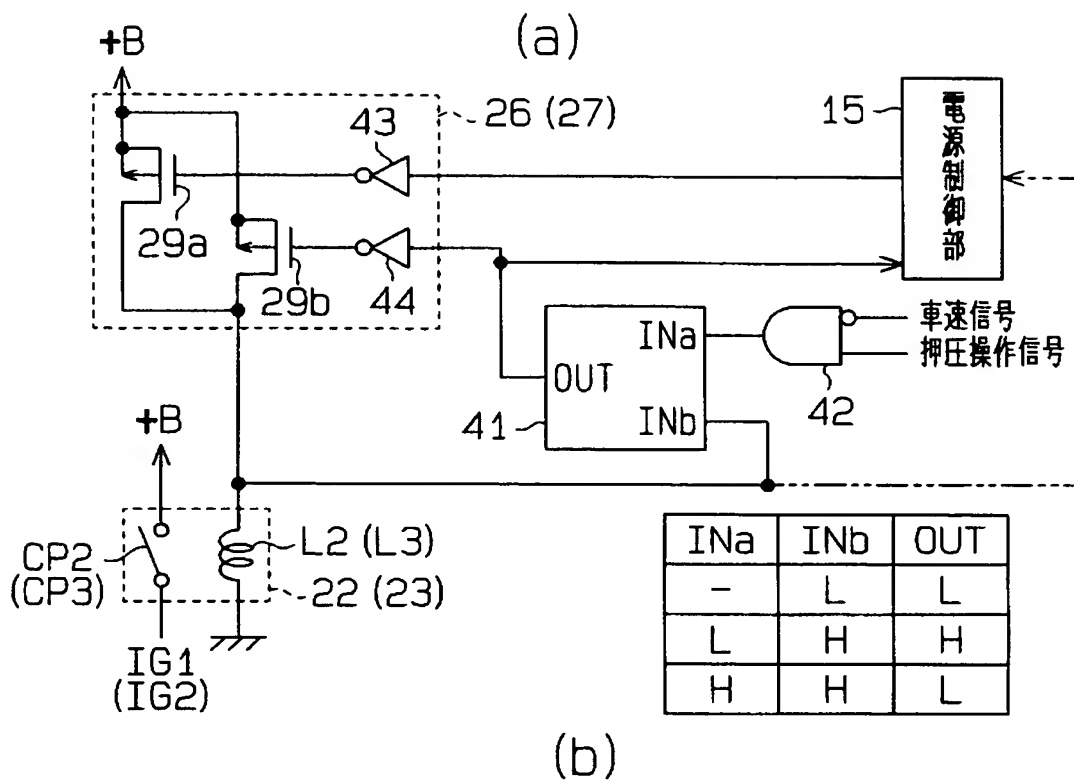 (a)
+B
26 (27)
43
15
電源制御部
29a
29b
44
車速信号
押圧操作信号
INa
OUT
INb
41
42
+B
CP2
(CP3)
L2 (L3)
22 (23)
IG1
(IG2)
INa INb OUT
- L L
L H H
H H L
(b)